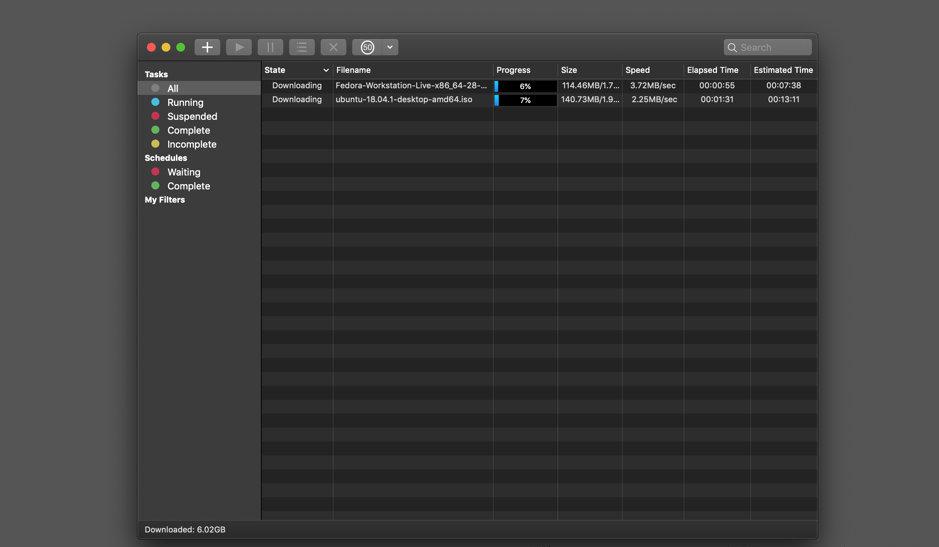 50
Search
Tasks
All
Running
Suspended
Complete
Incomplete
Schedules
Waiting
Complete
My Filters
State Filename Progress Size Speed Elapsed Time Estimated Time
Downloading Fedora-Workstation-Live-x86_64-28-... 6% 114.46MB/1.7... 3.72MB/sec 00:00:55 00:07:38
Downloading ubuntu-18.04.1-desktop-amd64.iso 7% 140.73MB/1.9... 2.25MB/sec 00:01:31 00:13:11
Downloaded: 6.02GB